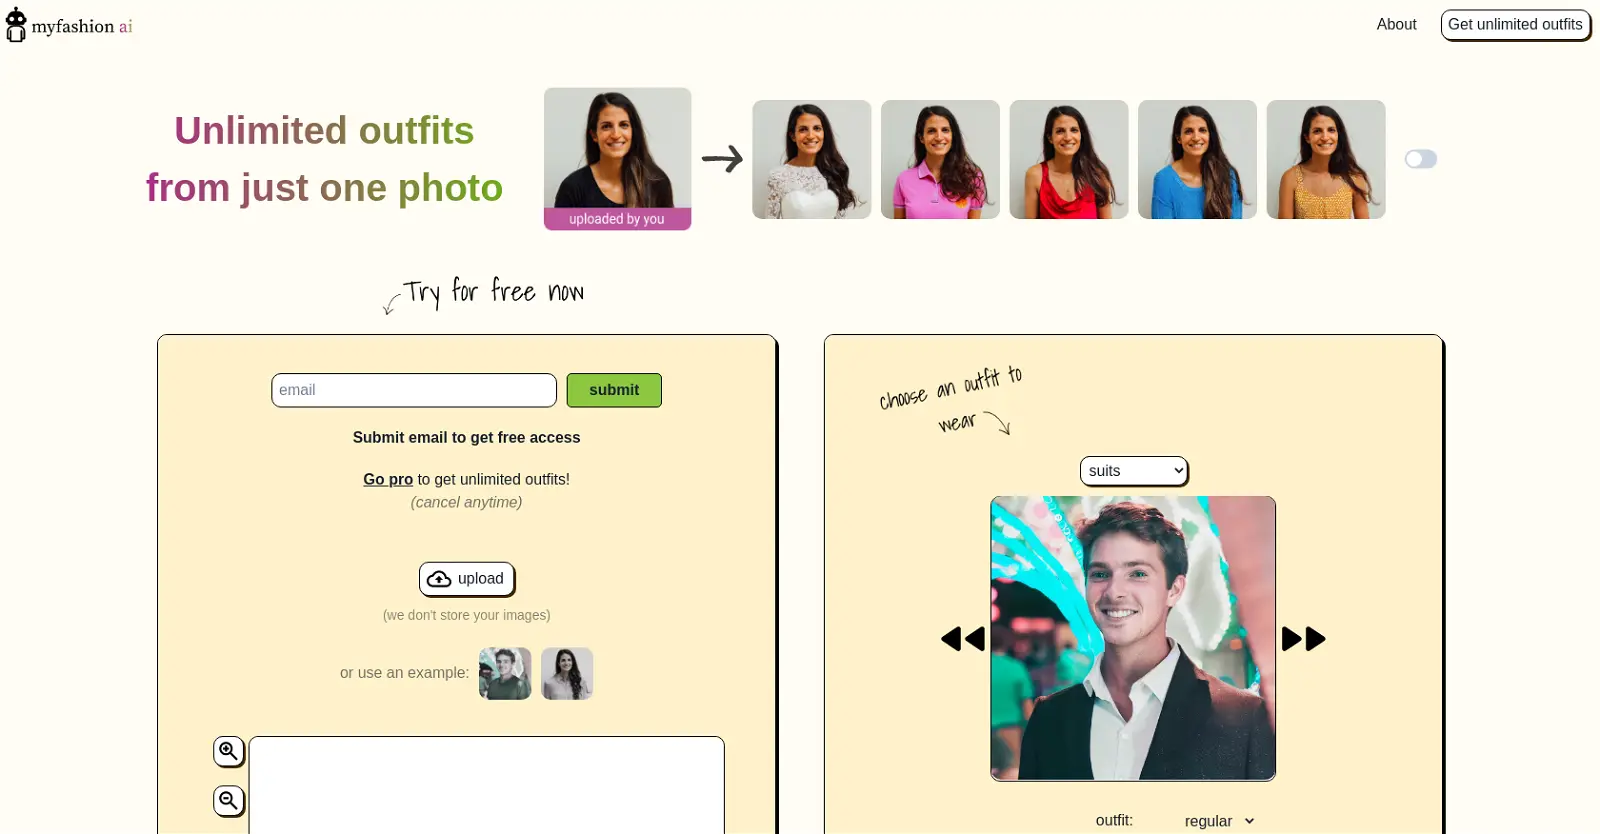 myfashion ai
About
Get unlimited outfits
Unlimited outfits
from just one photo
uploaded by you
Try for free now
email
submit
Submit email to get free access
Go pro to get unlimited outfits!
(cancel anytime)
upload
(we don't store your images)
or use an example:
choose an outfit to
wear
suits
outfit:
regular